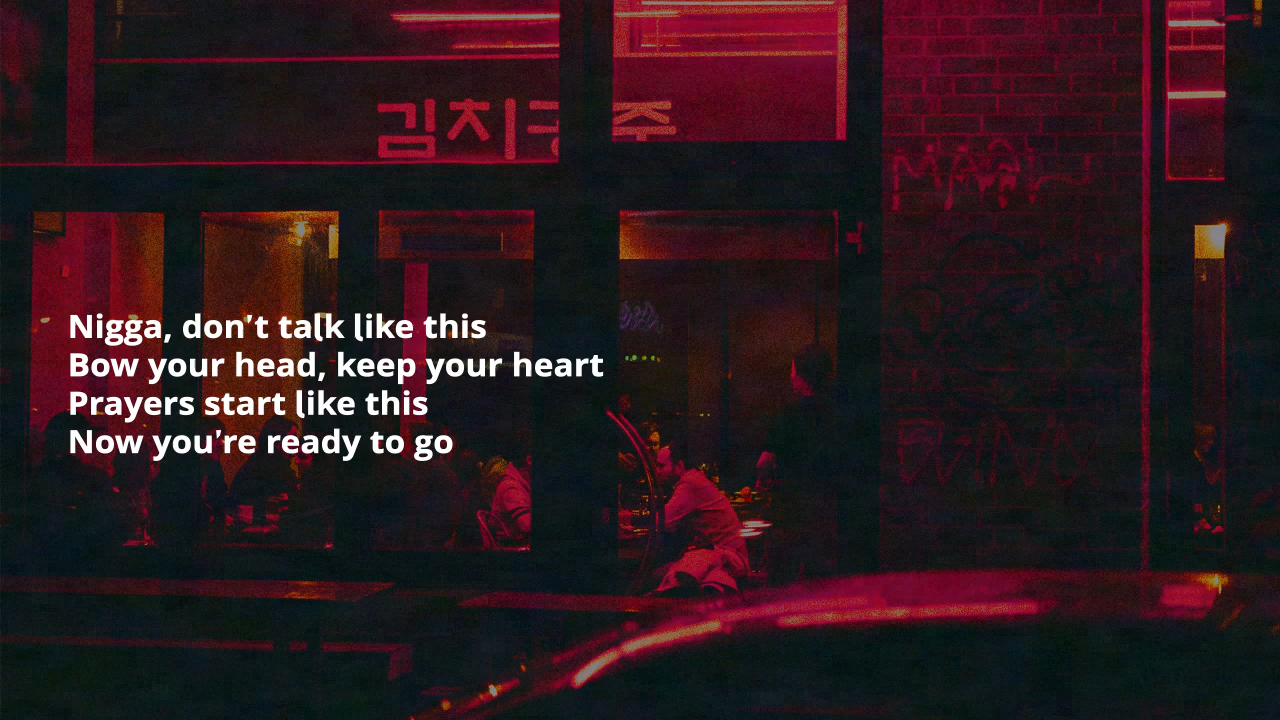 김치
주
Nigga, don't talk like this
Bow your head, keep your heart
Prayers start like this
Now you're ready to go